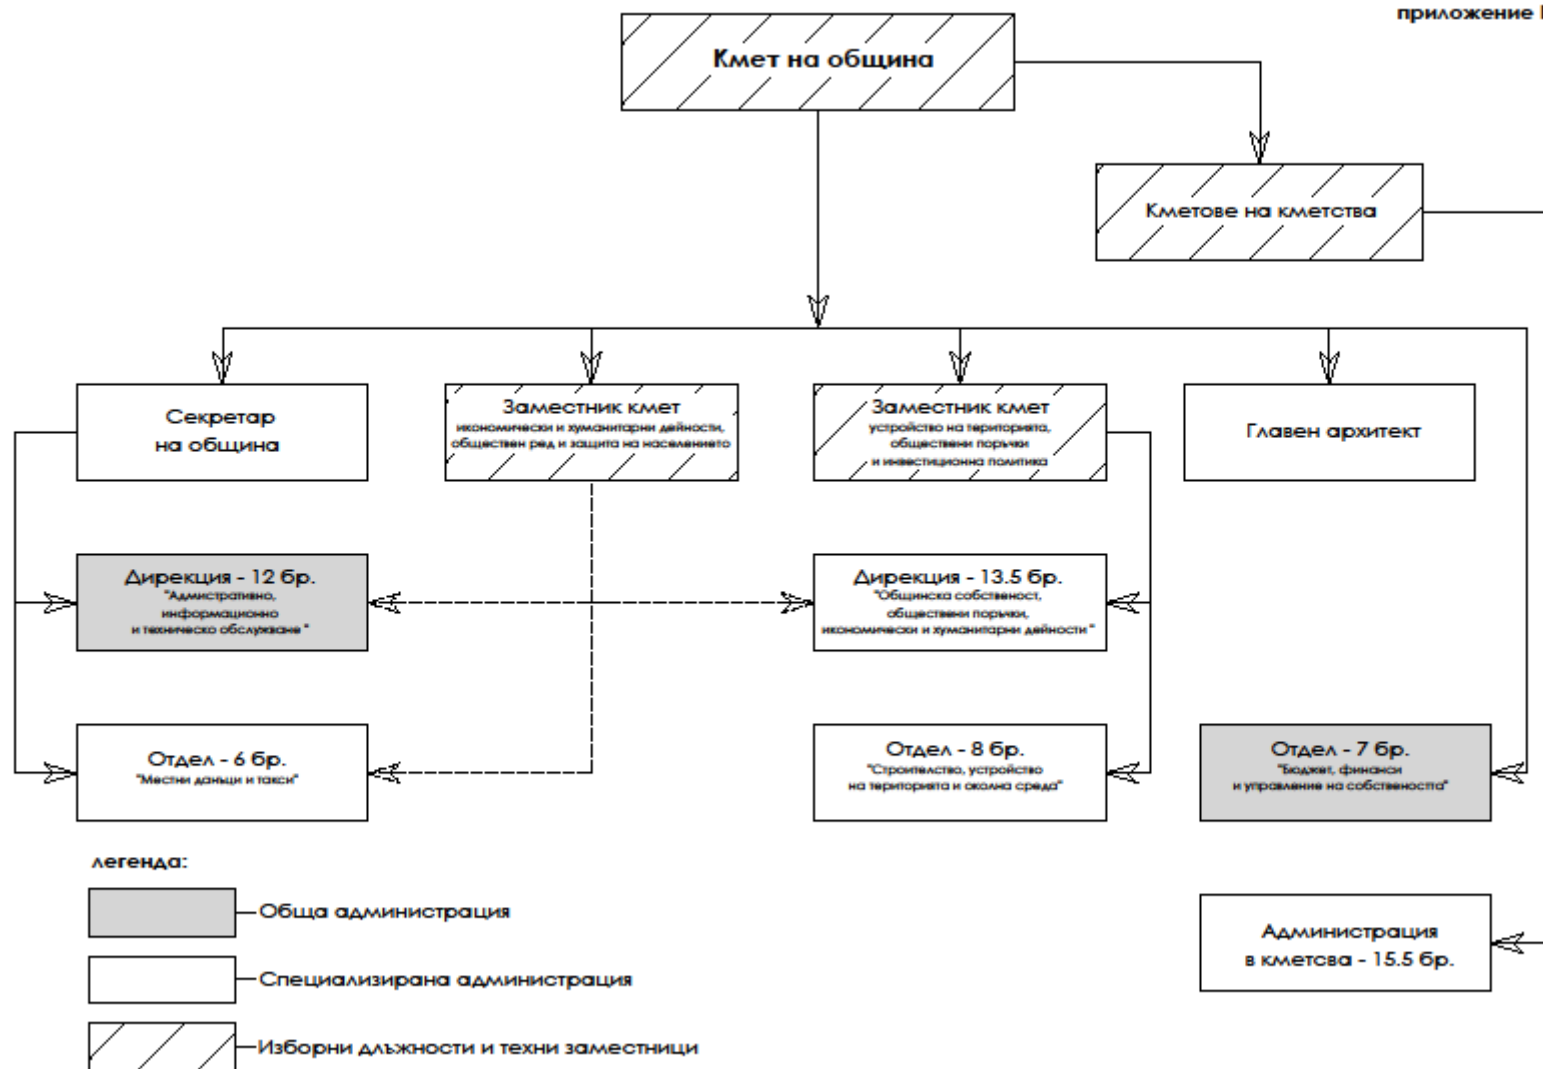 приложение
Кмет на община
Кметове на кметства
Секретар
на община
Заместник кмет
икономически и хуманитарни дейности,
обществен ред и защита на населението
Заместник кмет
устройство на територията,
обществени поръчки
и инвестиционна политика
Главен архитект
Дирекция - 12 бр.
"Адмистративно,
информационно
и техническо обслужване "
Дирекция - 13.5 бр.
"Общинска собственост,
обществени поръчки,
икономически и хуманитарни дейности "
Отдел - 6 бр.
"Местни данъци и такси"
Отдел - 8 бр.
"Строителство, устройство
на територията и околна среда"
Отдел - 7 бр.
"Бюджет, финанси
и управление на собствеността"
легенда:
Обща администрация
Специализирана администрация
Изборни длъжности и техни заместници
Администрация
в кметсва - 15.5 бр.